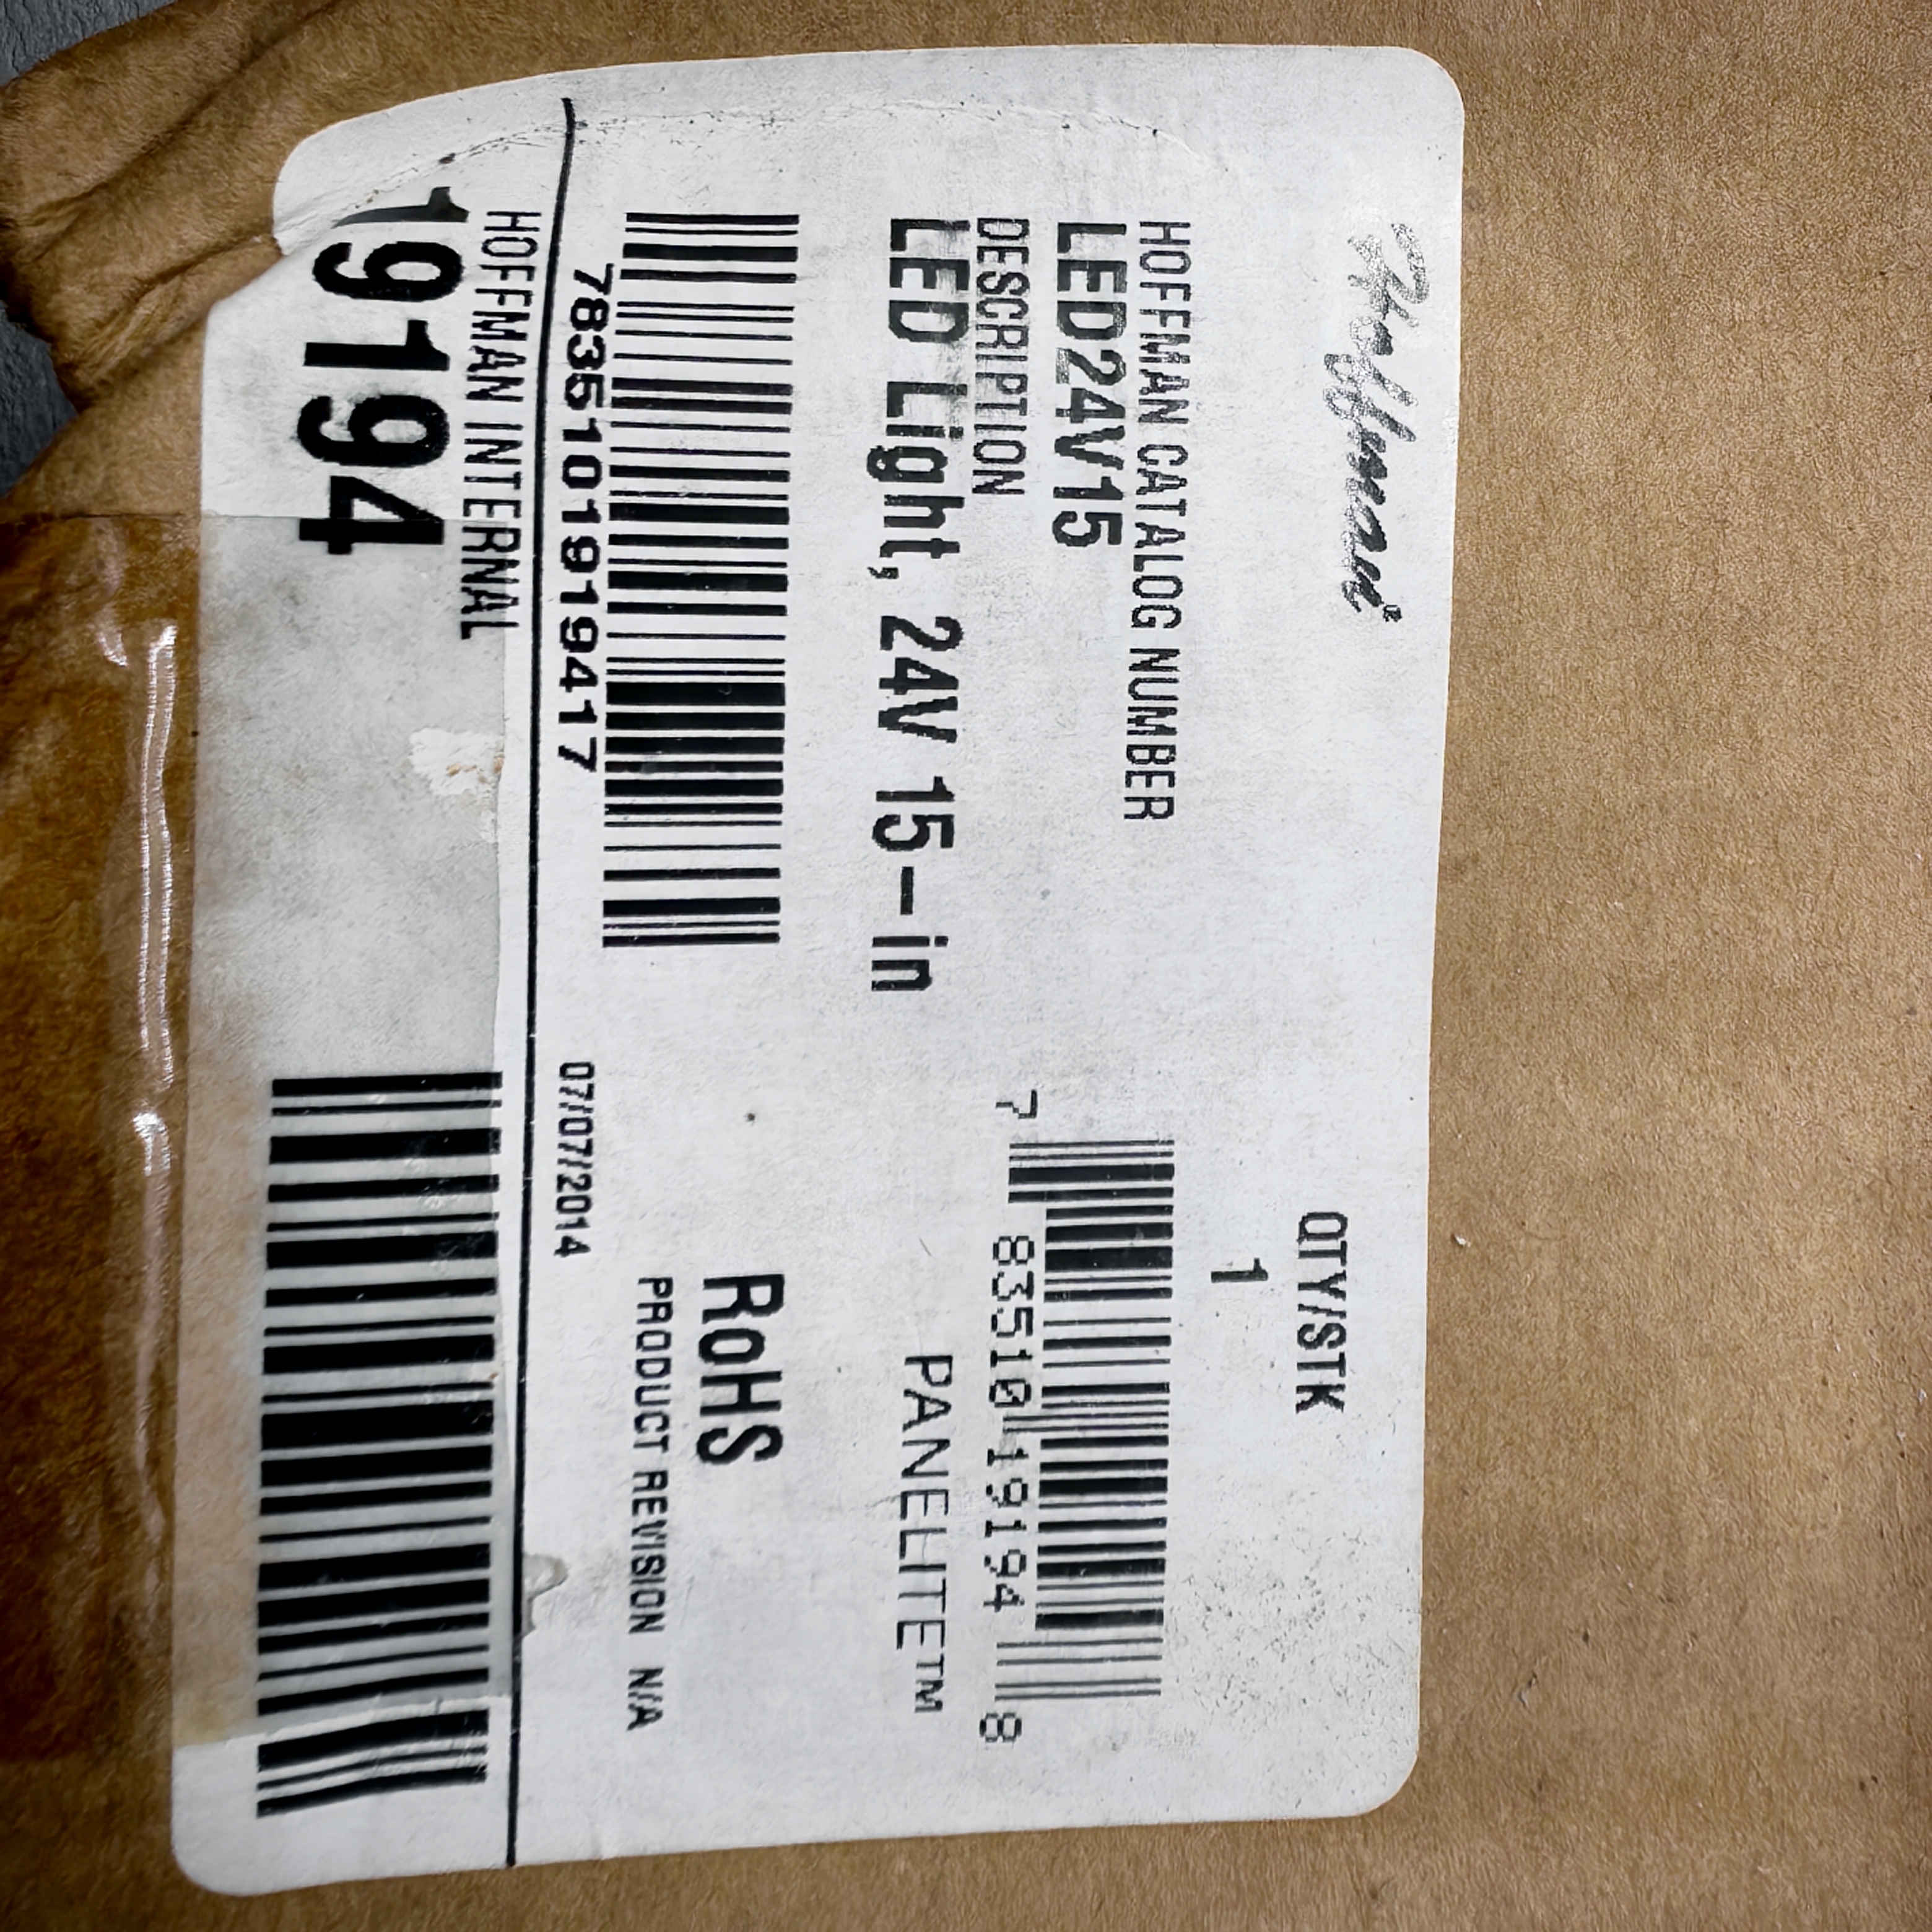 Hoffman®
QTY/STK
1
HOFFMAN CATALOG NUMBER
LED24V15
DESCRIPTION
LED Light, 24V 15-in
7 83510 19194 8
PANELITE™
RoHS
7835101919417
PRODUCT REVISION N/A
07/07/2014
HOFFMAN INTERNAL
19194